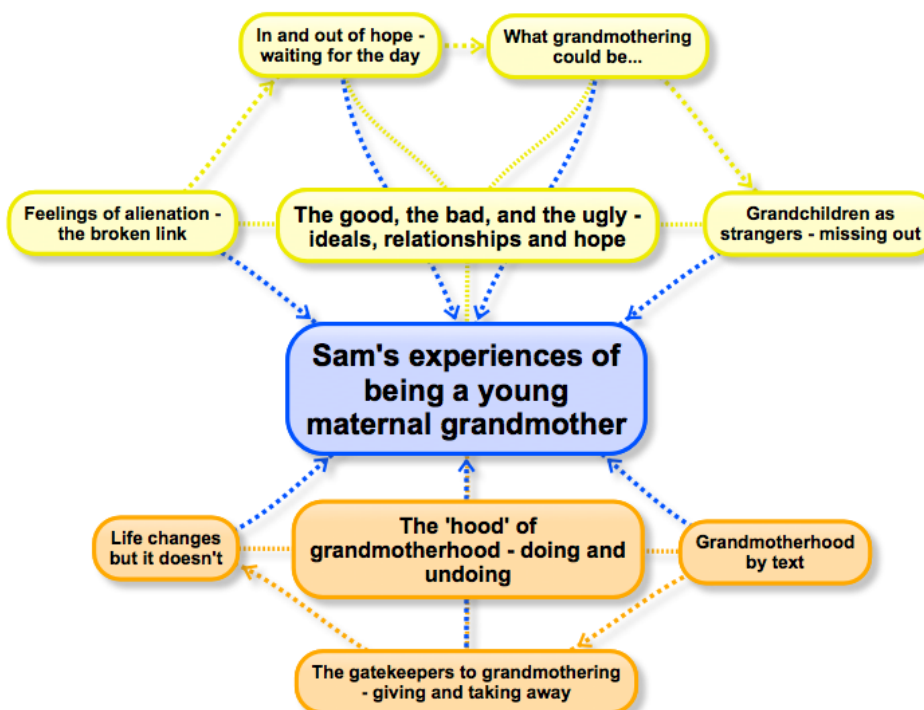 In and out of hope -
waiting for the day
What grandmothering
could be...
Feelings of alienation -
the broken link
The good, the bad, and the ugly -
ideals, relationships and hope
Grandchildren as
strangers - missing out
Sam's experiences of
being a young
maternal grandmother
Life changes
but it doesn't
The 'hood' of
grandmotherhood - doing and
undoing
Grandmotherhood
by text
The gatekeepers to grandmothering
- giving and taking away